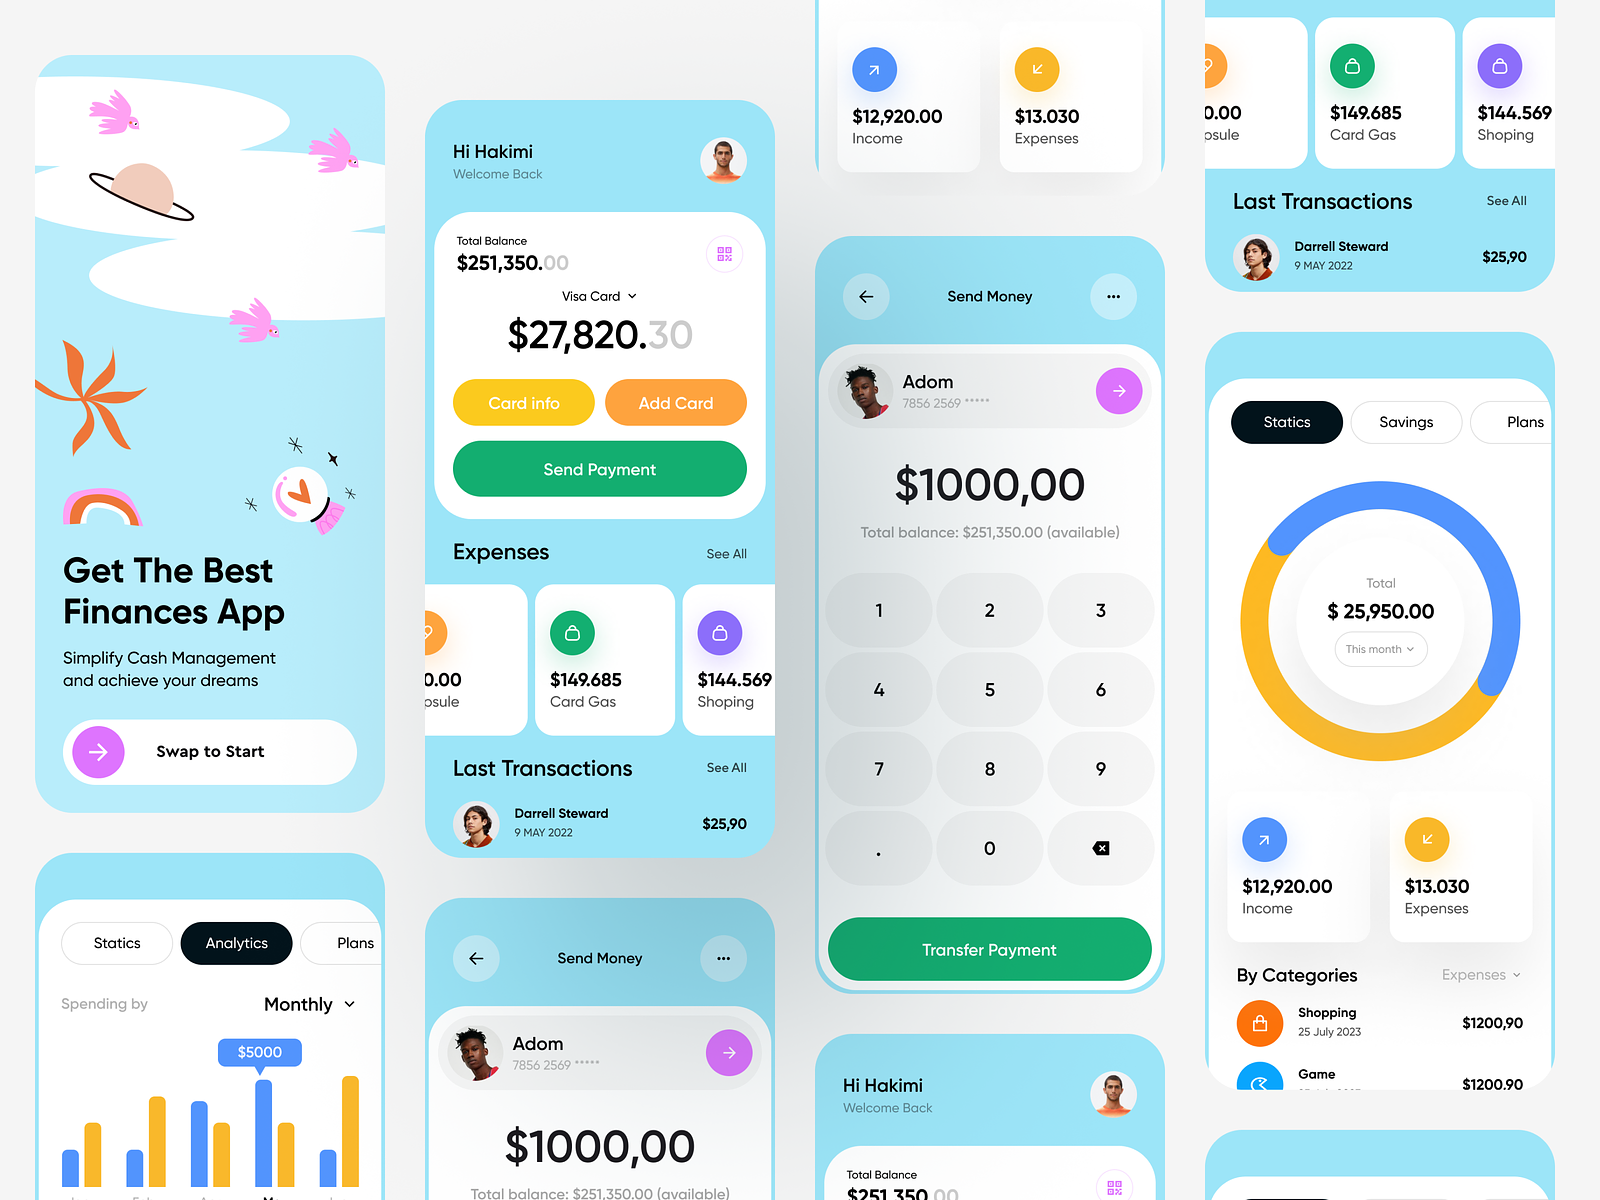 Get The Best
Finances App
Simplify Cash Management
and achieve your dreams
Swap to Start
Statics
Analytics
Plans
Spending by
Monthly
$5000
Hi Hakimi
Welcome Back
Total Balance
$251,350.00
Visa Card
$27,820.30
Card info
Add Card
Send Payment
Expenses
See All
0.00
psule
$149.685
Card Gas
$144.569
Shoping
Last Transactions
See All
Darrell Steward
9 MAY 2022
$25,90
Send Money
Adom
7856 2569 *****
$1000,00
Total balance: $251,350.00 (available)
$12,920.00
Income
$13.030
Expenses
Send Money
Adom
7856 2569 *****
$1000,00
Total balance: $251,350.00 (available)
1
2
3
4
5
6
7
8
9
.
0
Transfer Payment
Hi Hakimi
Welcome Back
Total Balance
$251,350.00
0.00
psule
$149.685
Card Gas
$144.569
Shoping
Last Transactions
See All
Darrell Steward
9 MAY 2022
$25,90
Statics
Savings
Plans
Total
$ 25,950.00
This month
$12,920.00
Income
$13.030
Expenses
By Categories
Expenses
Shopping
25 July 2023
$1200,90
Game
$1200,90